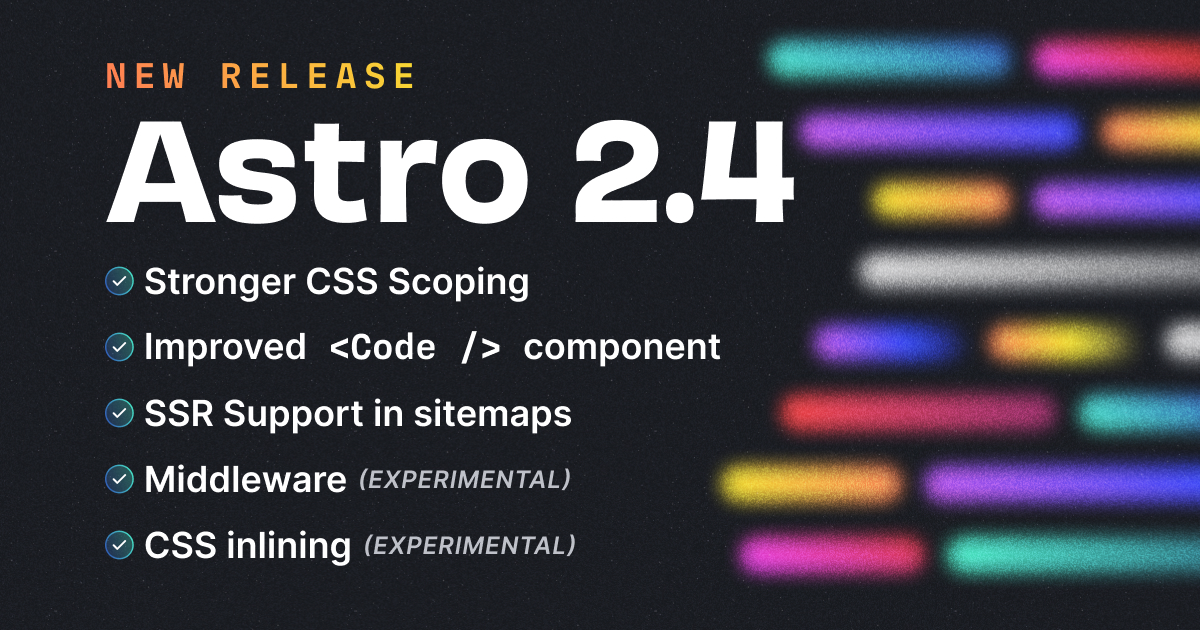 NEW RELEASE
Astro 2.4
Stronger CSS Scoping
Improved <Code /> component
SSR Support in sitemaps
Middleware (EXPERIMENTAL)
CSS inlining (EXPERIMENTAL)